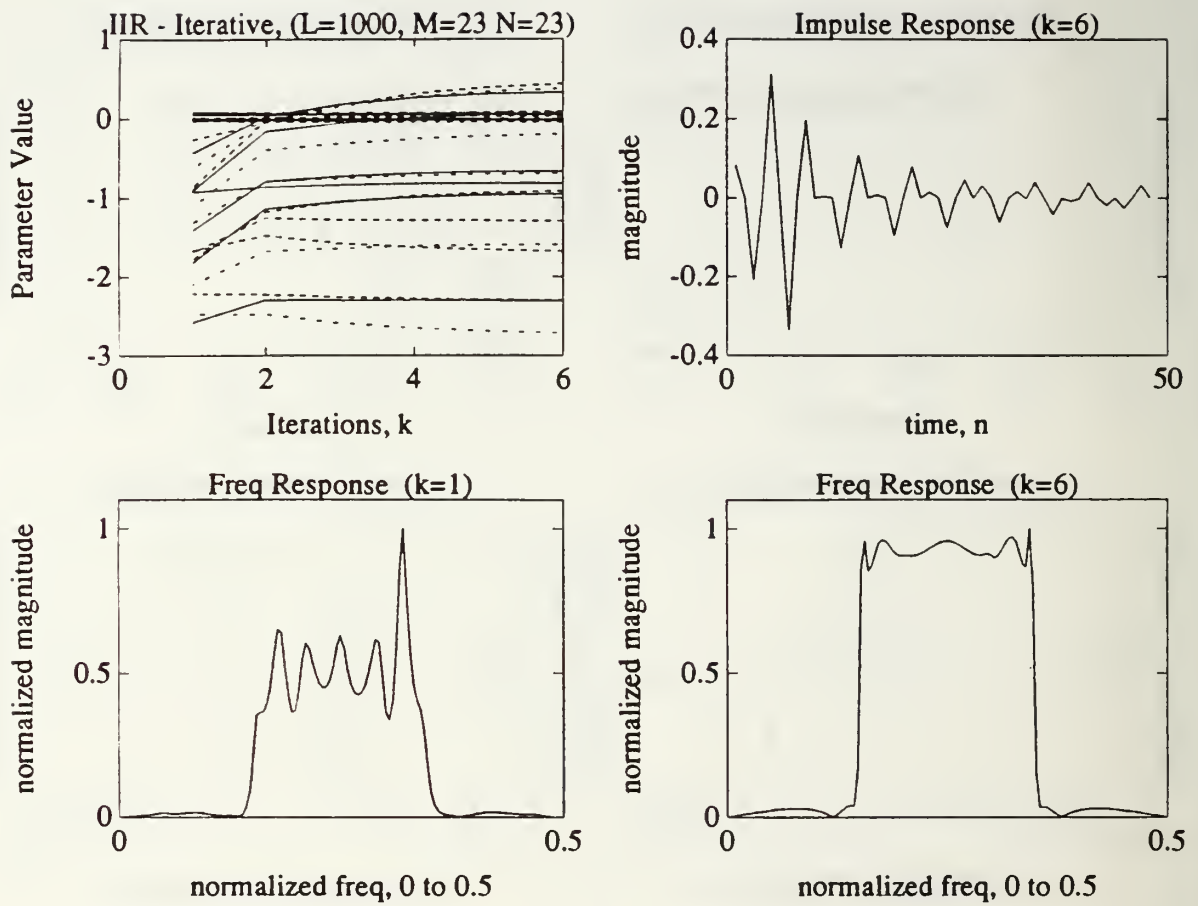 IIR - Iterative, (L=1000, M=23 N=23)
Parameter Value
1
0
-1
-2
-3
0
2
4
6
Iterations, k
Impulse Response (k=6)
magnitude
0.4
0.2
0
-0.2
-0.4
0
50
time, n
Freq Response (k=1)
normalized magnitude
1
0.5
0
0
0.5
normalized freq, 0 to 0.5
Freq Response (k=6)
normalized magnitude
1
0.5
0
0
0.5
normalized freq, 0 to 0.5